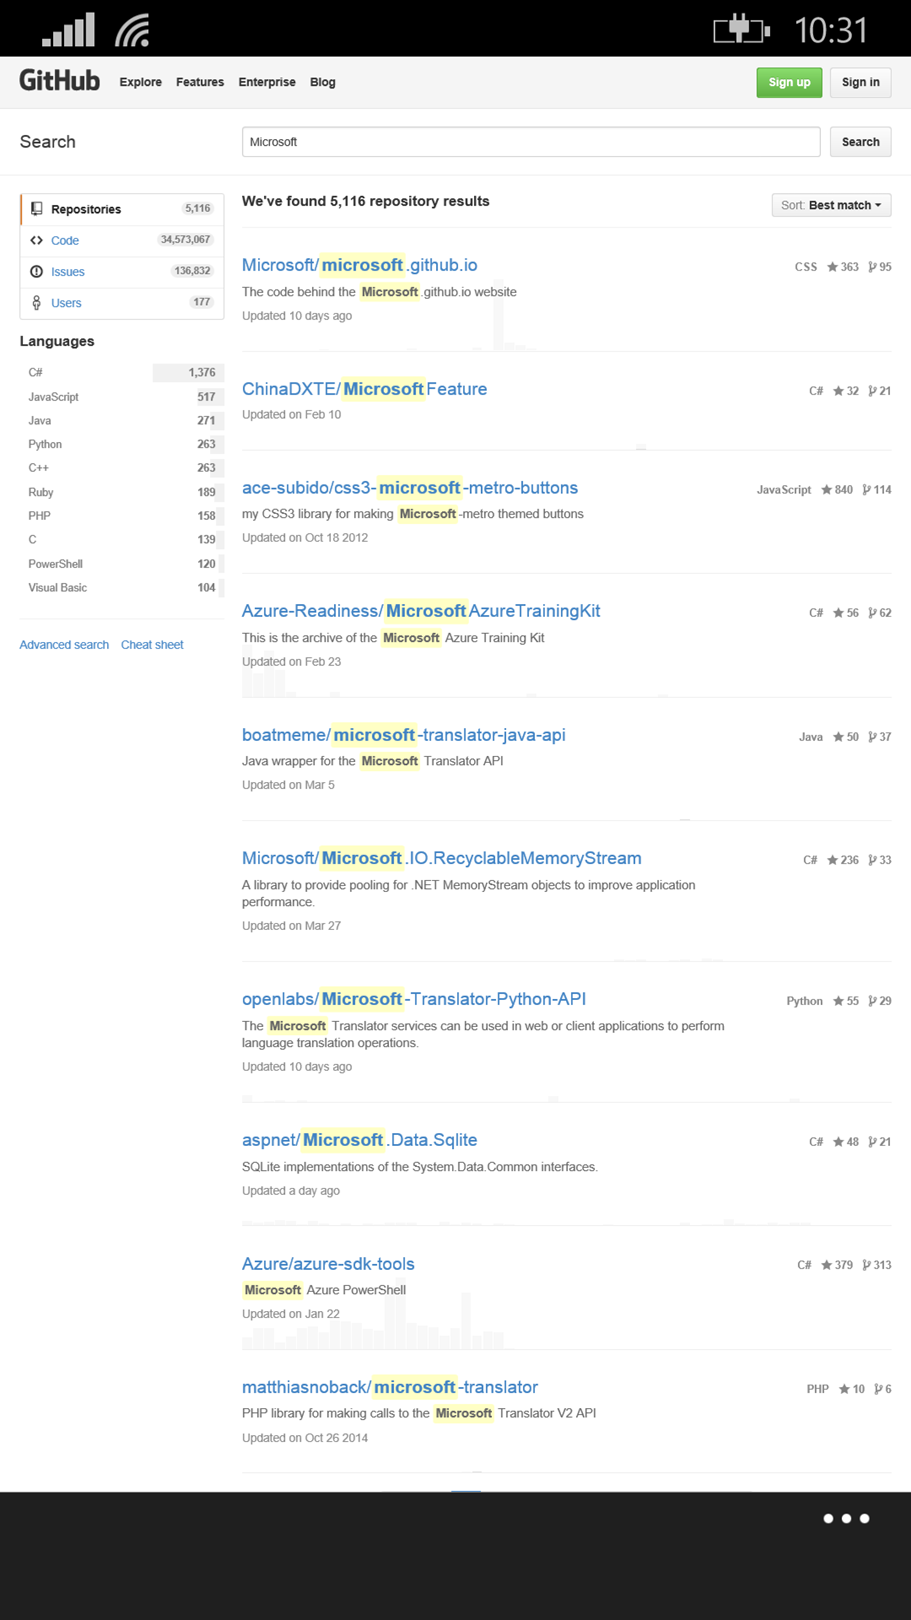 10:31
GitHub Explore Features Enterprise Blog Sign up Sign in
Search Microsoft Search
Repositories 5,116
Code 34,573,067
Issues 136,832
Users 177
Languages
C# 1,376
JavaScript 517
Java 271
Python 263
C++ 263
Ruby 189
PHP 158
C 139
PowerShell 120
Visual Basic 104
Advanced search Cheat sheet
We've found 5,116 repository results Sort: Best match
Microsoft/microsoft.github.io CSS 363 95
The code behind the Microsoft.github.io website
Updated 10 days ago
ChinaDXTE/MicrosoftFeature C# 32 21
Updated on Feb 10
ace-subido/css3-microsoft-metro-buttons JavaScript 840 114
my CSS3 library for making Microsoft-metro themed buttons
Updated on Oct 18 2012
Azure-Readiness/MicrosoftAzureTrainingKit C# 56 62
This is the archive of the Microsoft Azure Training Kit
Updated on Feb 23
boatmeme/microsoft-translator-java-api Java 50 37
Java wrapper for the Microsoft Translator API
Updated on Mar 5
Microsoft/Microsoft.IO.RecyclableMemoryStream C# 236 33
A library to provide pooling for .NET MemoryStream objects to improve application
performance.
Updated on Mar 27
openlabs/Microsoft-Translator-Python-API Python 55 29
The Microsoft Translator services can be used in web or client applications to perform
language translation operations.
Updated 10 days ago
aspnet/Microsoft.Data.Sqlite C# 48 21
SQLite implementations of the System.Data.Common interfaces.
Updated a day ago
Azure/azure-sdk-tools C# 379 313
Microsoft Azure PowerShell
Updated on Jan 22
matthiasnoback/microsoft-translator PHP 10 6
PHP library for making calls to the Microsoft Translator V2 API
Updated on Oct 26 2014